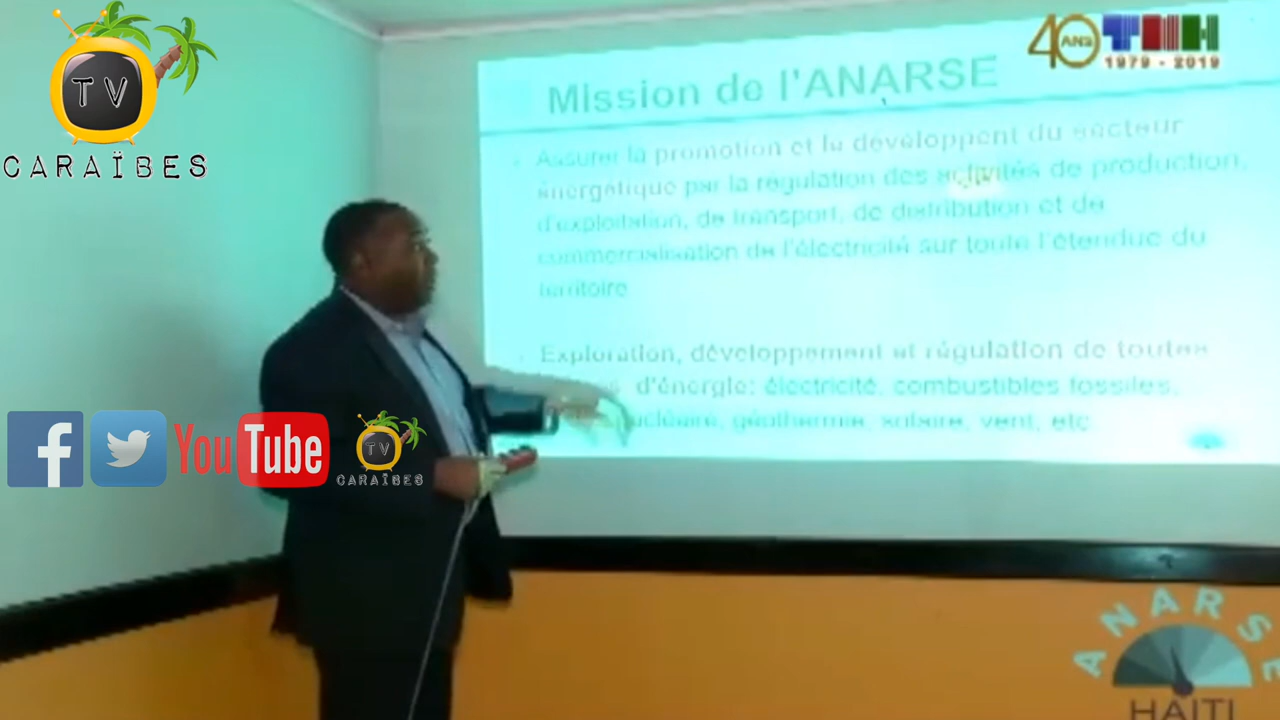 TV
CARAÏBES
40 ANS TNH
1979 - 2019
Mission de l'ANARSE
Assurer la promotion et le développent du secteur
énergétique par la régulation des activités de production,
d'exploitation, de transport, de distribution et de
commercialisation de l'électricité sur toute l'étendue du
territoire
Exploration, développement et régulation de toutes
d'énergie: électricité, combustibles fossiles,
nucléaire, géothermie, solaire, vent, etc
f
YouTube
TV
CARAÏBES
ANARSE
HAITI